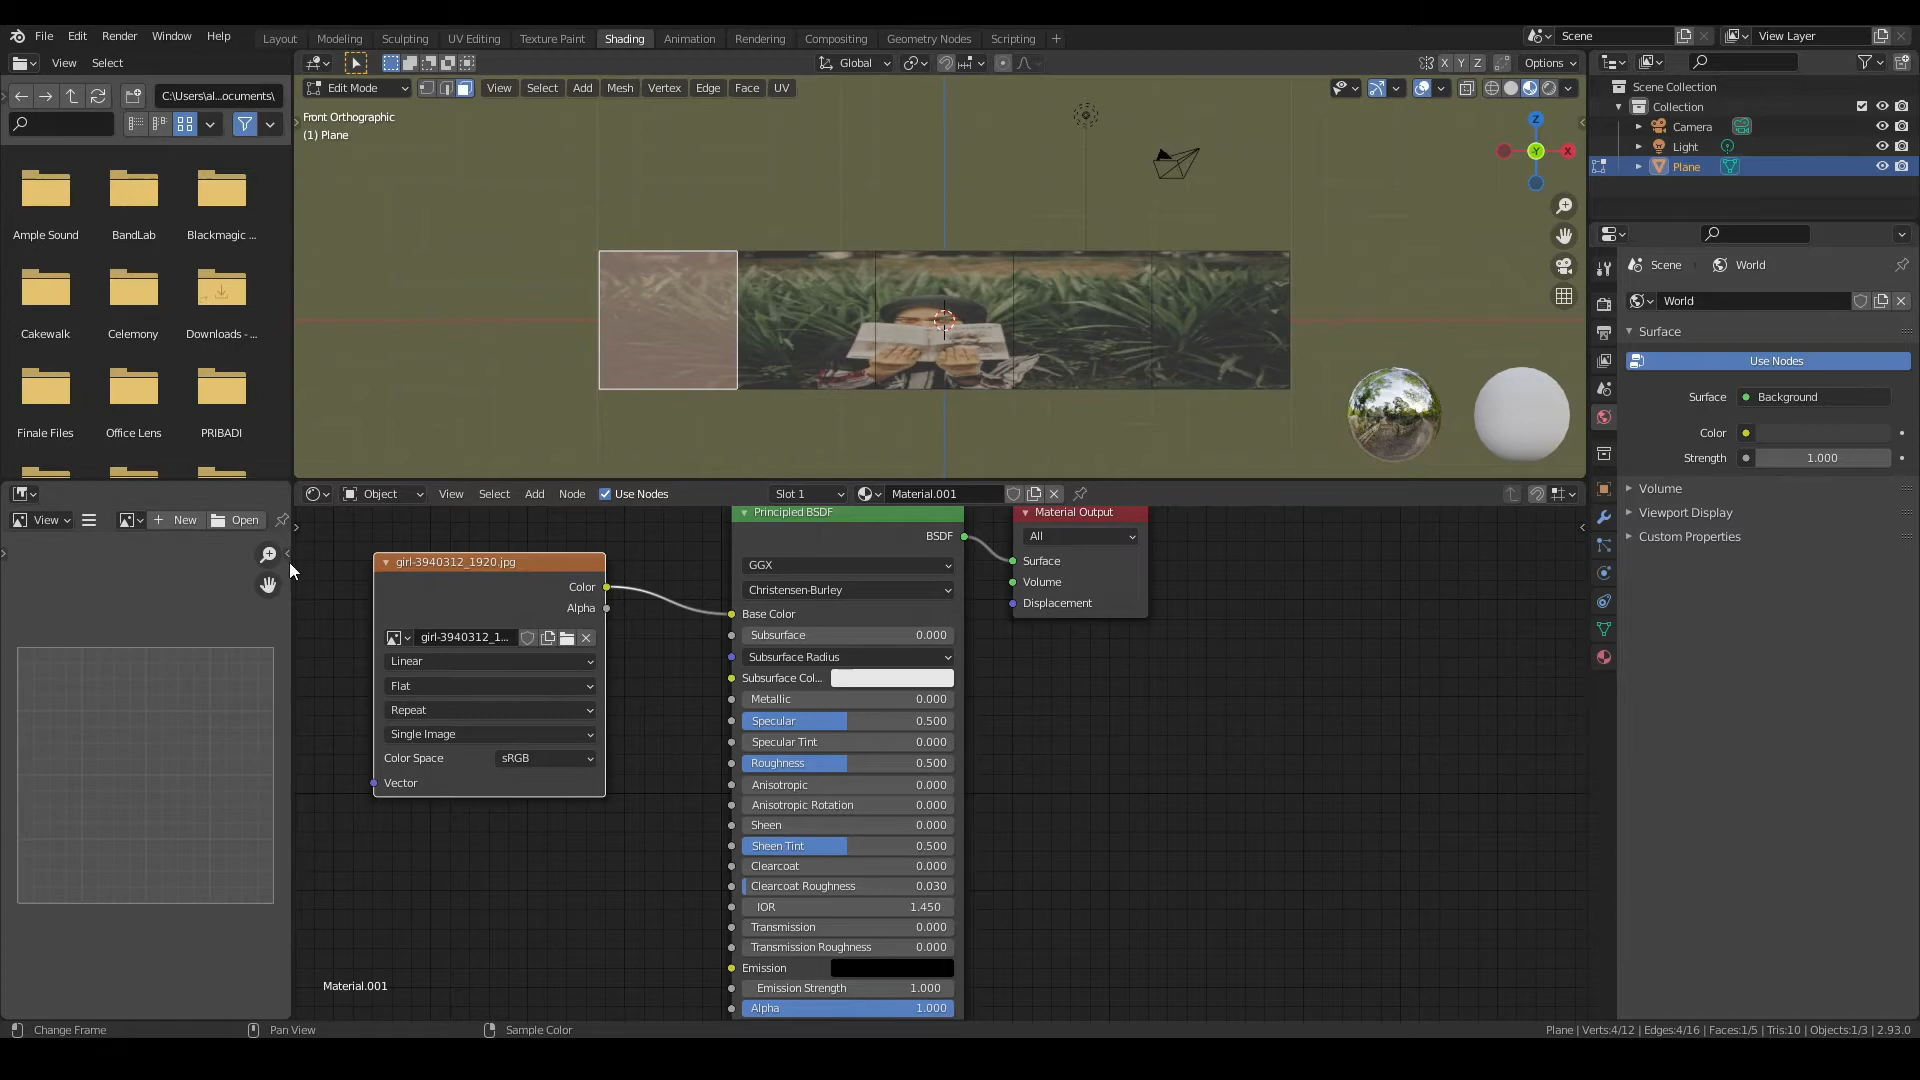 File Edit Render Window Help
Layout Modeling Sculpting UV Editing Texture Paint Shading Animation Rendering Compositing Geometry Nodes Scripting
Scene
View Layer
View Select
C:\Users\al...ocuments\
Ample Sound
BandLab
Blackmagic ...
Cakewalk
Celemony
Downloads - ...
Finale Files
Office Lens
PRIBADI
Global
X Y Z
Options
Edit Mode
View Select Add Mesh Vertex Edge Face UV
Front Orthographic
(1) Plane
Z
Y
X
Scene Collection
Collection
Camera
Light
Plane
Scene
World
World
Surface
Use Nodes
Surface
Background
Color
Strength
1.000
Volume
Viewport Display
Custom Properties
View
New
Open
Object
View Select Add Node
Use Nodes
Slot 1
Material.001
girl-3940312_1920.jpg
Color
Alpha
girl-3940312_1...
Linear
Flat
Repeat
Single Image
Color Space
sRGB
Vector
Principled BSDF
BSDF
GGX
Christensen-Burley
Base Color
Subsurface 0.000
Subsurface Radius
Subsurface Col...
Metallic 0.000
Specular 0.500
Specular Tint 0.000
Roughness 0.500
Anisotropic 0.000
Anisotropic Rotation 0.000
Sheen 0.000
Sheen Tint 0.500
Clearcoat 0.000
Clearcoat Roughness 0.030
IOR 1.450
Transmission 0.000
Transmission Roughness 0.000
Emission
Emission Strength 1.000
Alpha 1.000
Material Output
All
Surface
Volume
Displacement
Material.001
Change Frame
Pan View
Sample Color
Plane | Verts:4/12 | Edges:4/16 | Faces:1/5 | Tris:10 | Objects:1/3 | 2.93.0